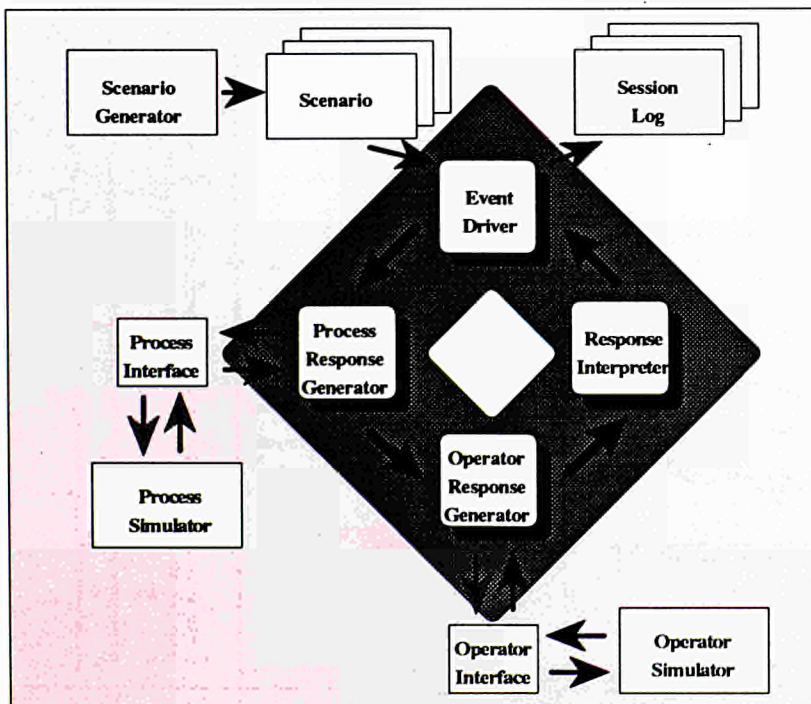 Scenario
Generator
Scenario
Session
Log
Event
Driver
Process
Interface
Process
Response
Generator
Response
Interpreter
Process
Simulator
Operator
Response
Generator
Operator
Interface
Operator
Simulator